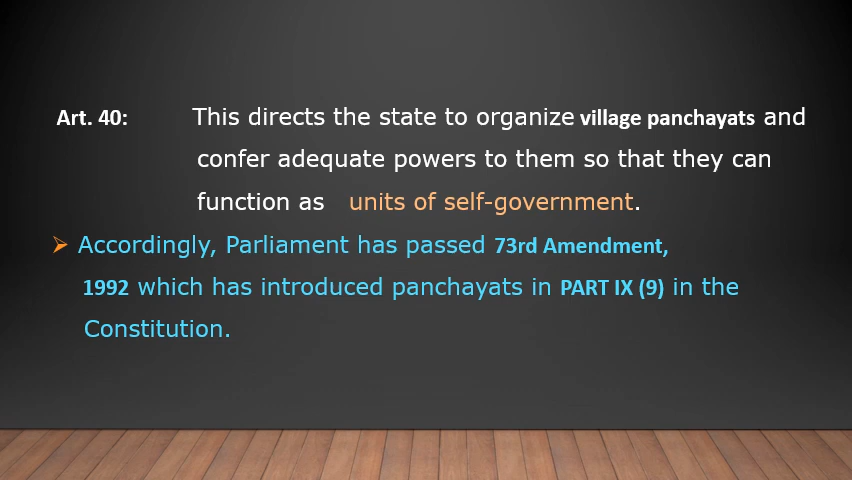 Art. 40: This directs the state to organize village panchayats and
confer adequate powers to them so that they can
function as units of self-government.
➢ Accordingly, Parliament has passed 73rd Amendment,
1992 which has introduced panchayats in PART IX (9) in the
Constitution.